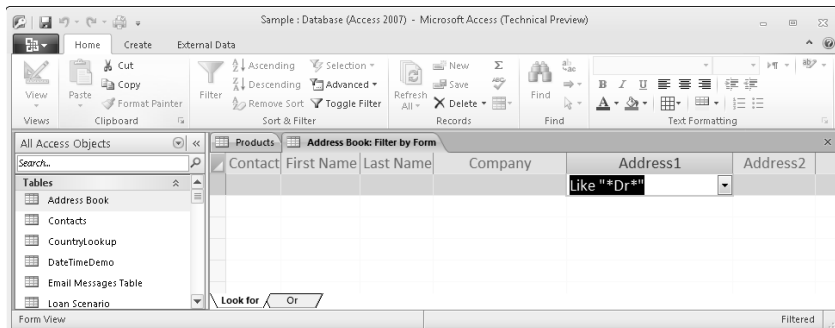 Sample : Database (Access 2007) - Microsoft Access (Technical Preview)
Home Create External Data
View
Views
Paste
Cut
Copy
Format Painter
Clipboard
Filter
Ascending
Descending
Remove Sort
Selection
Advanced
Toggle Filter
Sort & Filter
Refresh All
New
Save
Delete
Records
Find
Find
B I U
A
Text Formatting
All Access Objects
Search..
Products Address Book: Filter by Form
Contact First Name Last Name Company Address1 Address2
Like "*Dr*"
Tables
Address Book
Contacts
CountryLookup
DateTimeDemo
Email Messages Table
Loan Scenario
Look for Or
Form View Filtered